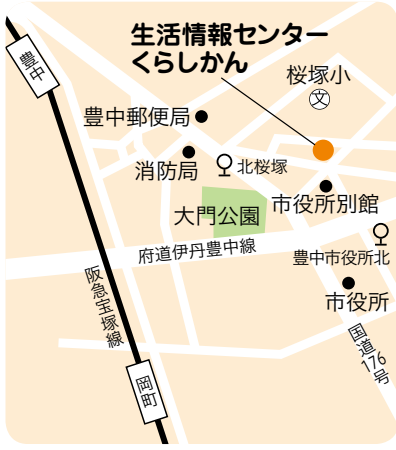 生活情報センター
くらしかん
豊中
桜塚小
文
豊中郵便局
消防局
北桜塚
市役所別館
大門公園
豊中市役所北
府道伊丹豊中線
阪急宝塚線
市役所
国道176号
岡町